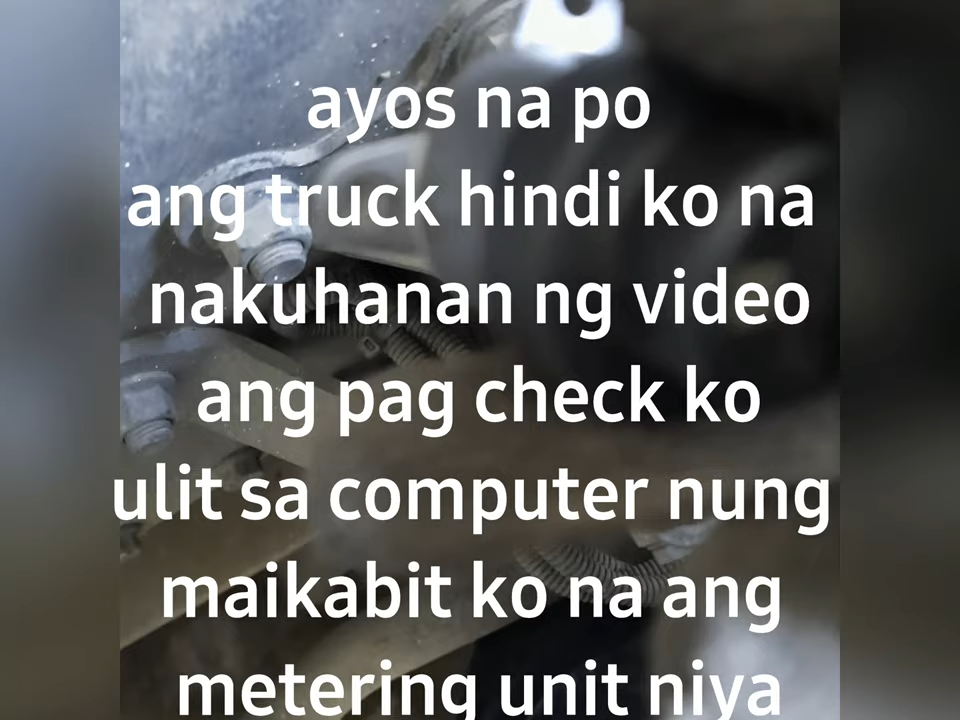 ayos na po
ang truck hindi ko na
nakuhanan ng video
ang pag check ko
ulit sa computer nung
maikabit ko na ang
metering unit niya